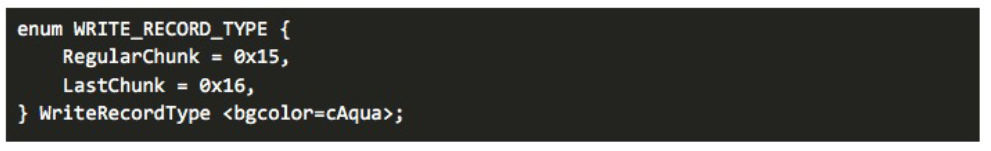 enum WRITE_RECORD_TYPE {
    RegularChunk = 0x15,
    LastChunk = 0x16,
} WriteRecordType <bgcolor=cAqua>;